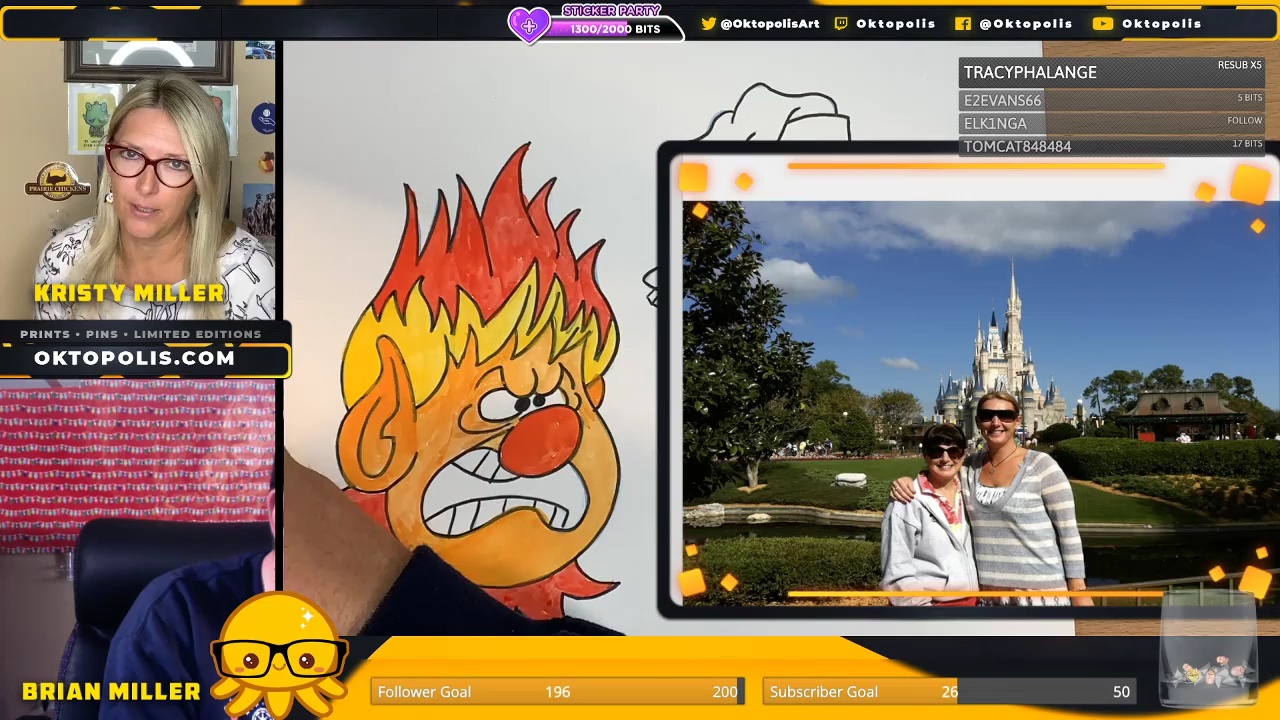 STICKER PARTY
1300/2000 BITS
@OktopolisArt
Oktopolis
@Oktopolis
Oktopolis
TRACYPHALANGE
RESUB X5
E2EVANS66
5 BITS
ELK1NGA
FOLLOW
TOMCAT848484
17 BITS
PRAIRIE CHICKENS
KRISTY MILLER
PRINTS • PINS • LIMITED EDITIONS
OKTOPOLIS.COM
BRIAN MILLER
Follower Goal
196
200
Subscriber Goal
26
50